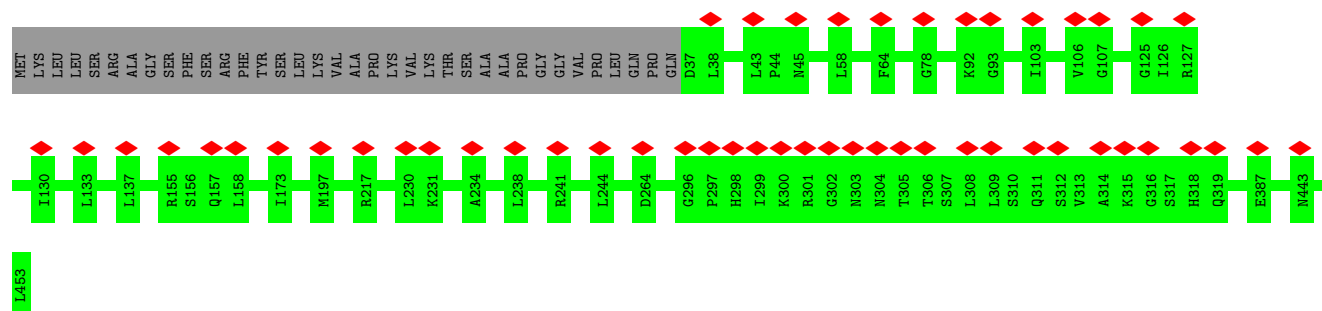 MET LYS LEU LEU SER ARG ALA GLY SER PHE SER ARG PHE TYR SER LEU LYS VAL ALA PRO LYS VAL LYS THR SER ALA ALA PRO GLY GLY VAL PRO LEU GLN PRO GLN D37 L38 L43 P44 N45 L58 F64 G78 K92 G93 I103 V106 G107 G125 I126 R127
I130 L133 L137 R155 S156 Q157 L158 I173 M197 R217 L230 K231 A234 L238 R241 L244 D264 G296 P297 H298 I299 K300 R301 G302 N303 N304 T305 T306 S307 L308 L309 S310 Q311 S312 V313 A314 K315 G316 S317 H318 Q319 E387 N443
L453